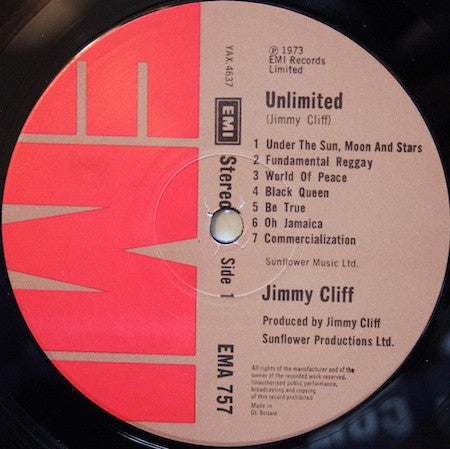 ℗ 1973
EMI Records
Limited
YAX.4637
EMI
Stereo
Side 1
EMA 757
EMI
Unlimited
(Jimmy Cliff)
1 Under The Sun, Moon And Stars
2 Fundamental Reggay
3 World Of Peace
4 Black Queen
5 Be True
6 Oh Jamaica
7 Commercialization
Sunflower Music Ltd.
Jimmy Cliff
Produced by Jimmy Cliff
Sunflower Productions Ltd.
All rights of the manufacturer and of the
owner of the recorded work reserved.
Unauthorised public performance,
broadcasting and copying
of this record prohibited
Made in
Gt. Britain